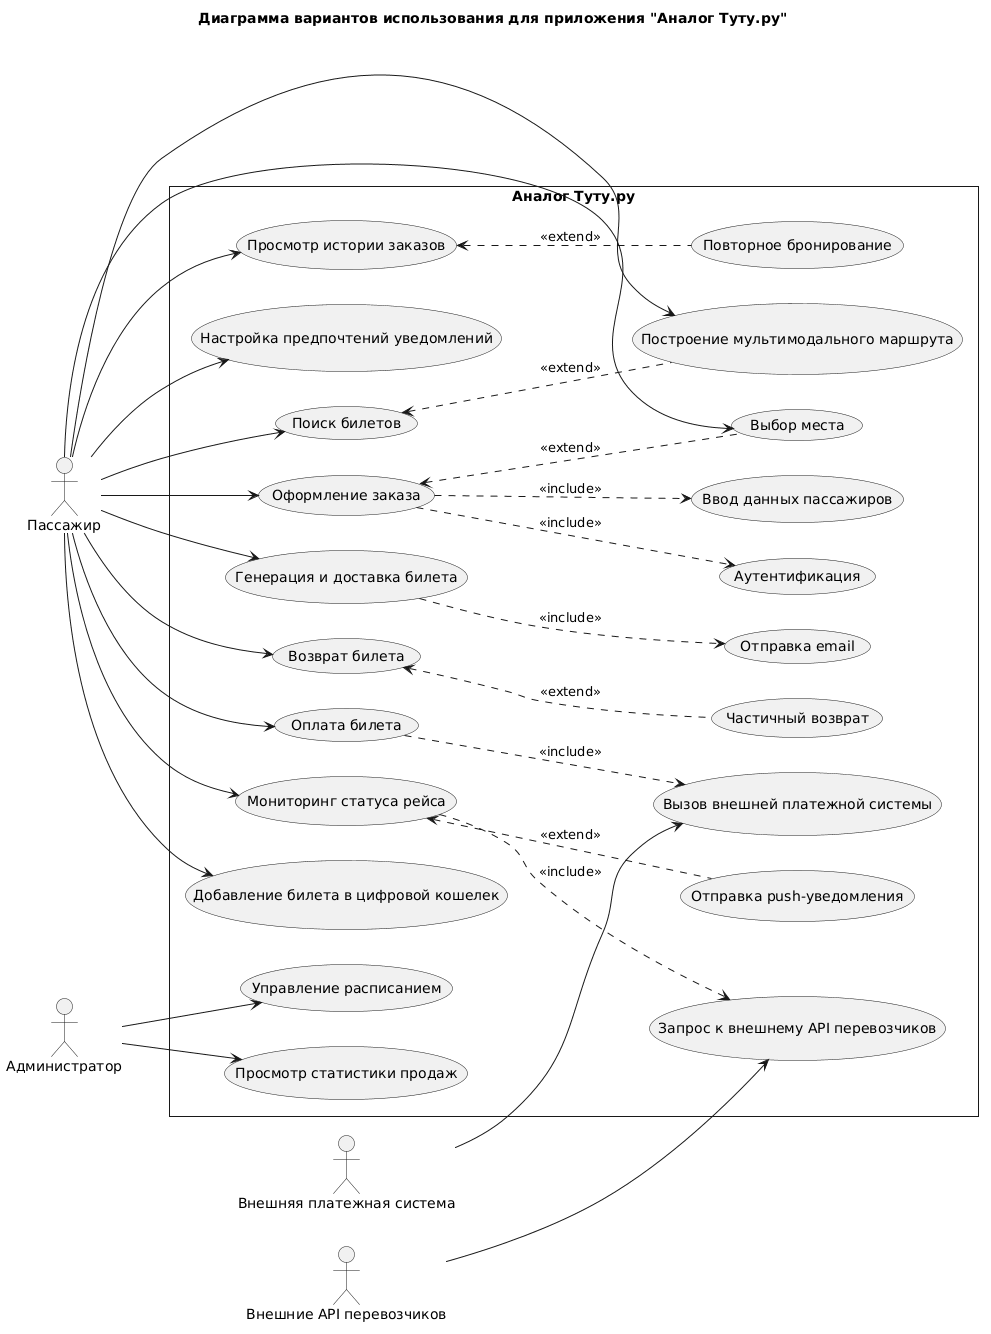 Диаграмма вариантов использования для приложения "Аналог Туту.ру"
Аналог Туту.ру
Просмотр истории заказов
«extend»
Повторное бронирование
Настройка предпочтений уведомлений
Построение мультимодального маршрута
«extend»
Поиск билетов
Выбор места
«extend»
Оформление заказа
«include»
Ввод данных пассажиров
Пассажир
«include»
Генерация и доставка билета
Аутентификация
«include»
Отправка email
Возврат билета
«extend»
Частичный возврат
Оплата билета
«include»
Мониторинг статуса рейса
Вызов внешней платежной системы
«extend»
«include»
Добавление билета в цифровой кошелек
Отправка push-уведомления
Управление расписанием
Запрос к внешнему API перевозчиков
Администратор
Просмотр статистики продаж
Внешняя платежная система
Внешние API перевозчиков